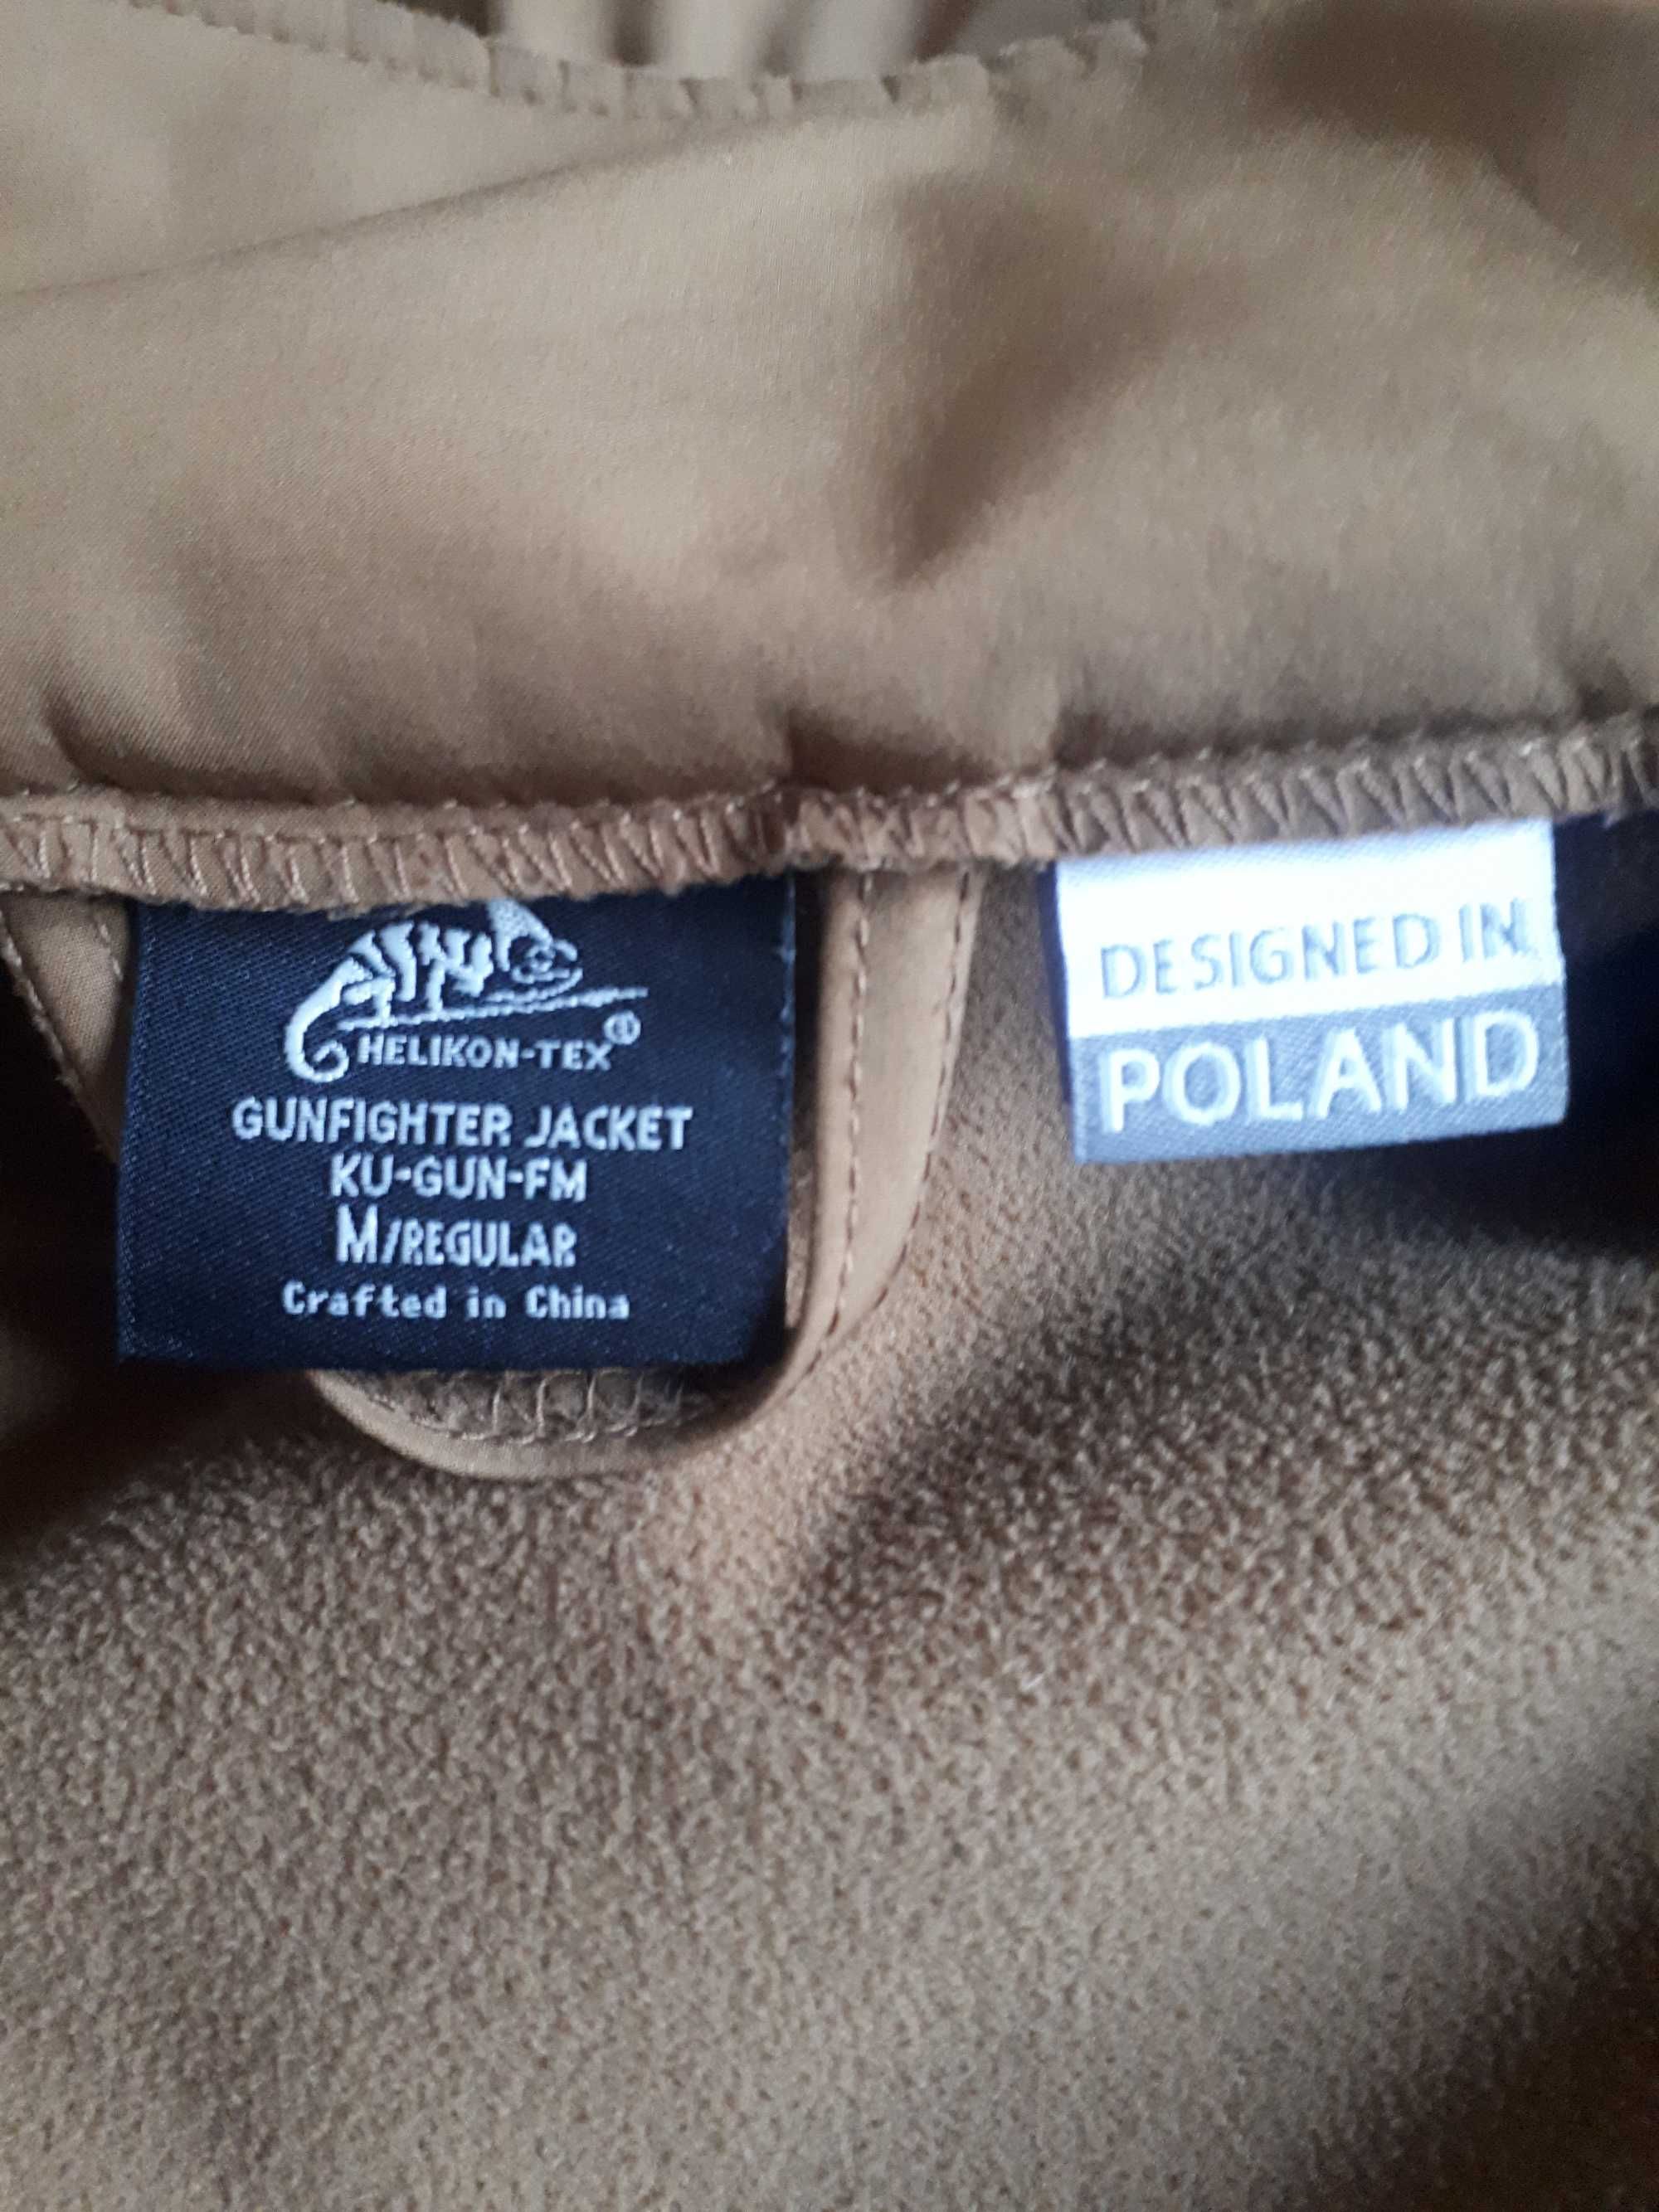 HELIKON-TEX®
GUNFIGHTER JACKET
KU-GUN-FM
M/REGULAR
Crafted in China
DESIGNED IN
POLAND